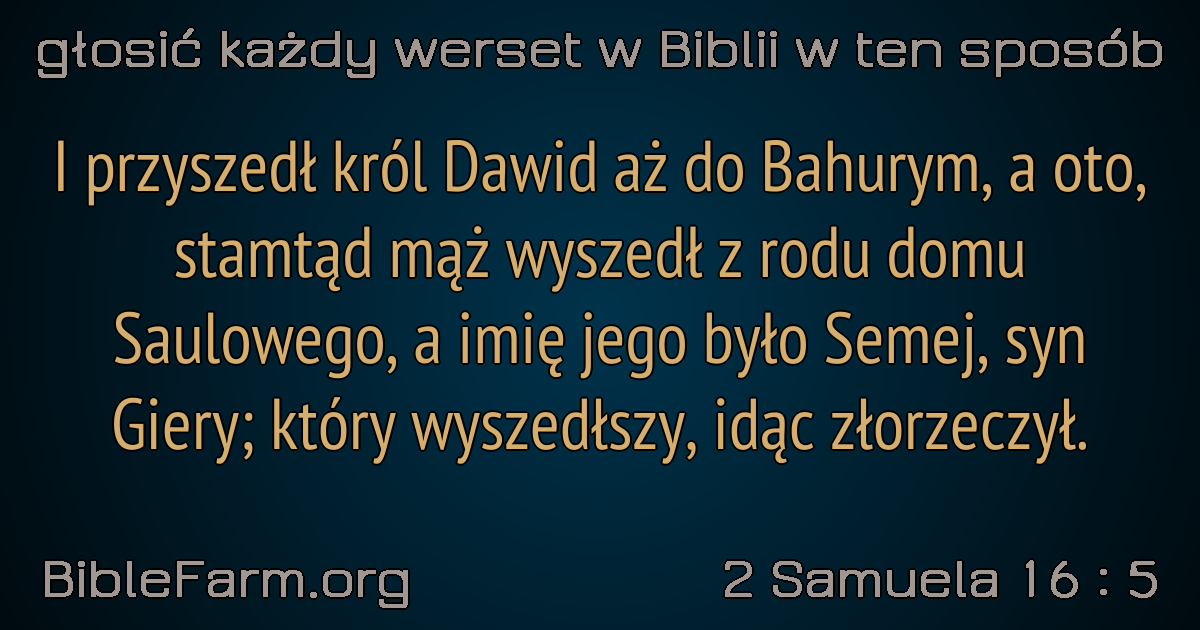 głosić każdy werset w Biblii w ten sposób
I przyszedł król Dawid aż do Bahurym, a oto,
stamtąd mąż wyszedł z rodu domu
Saulowego, a imię jego było Semej, syn
Giery; który wyszedłszy, idąc złorzeczył.
BibleFarm.org
2 Samuela 16 : 5